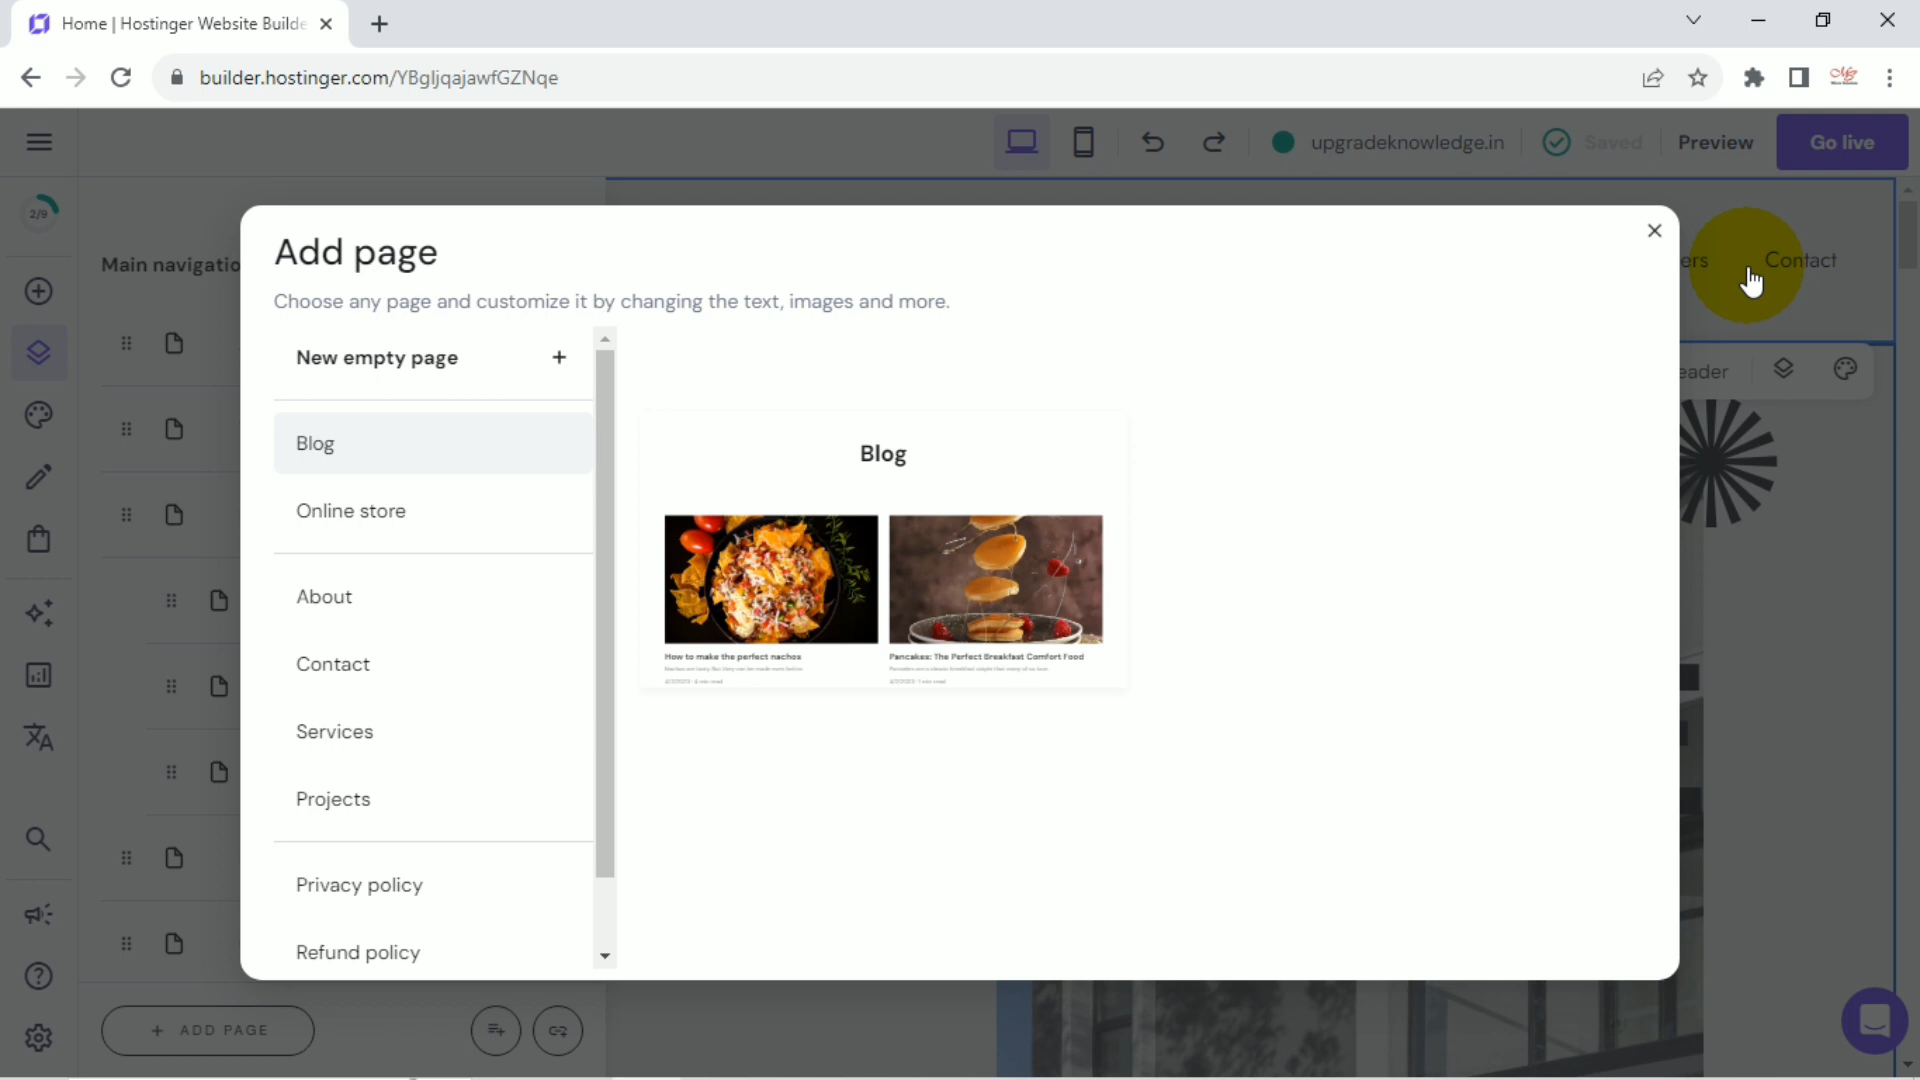 Home | Hostinger Website Builde
builder.hostinger.com/YBgljqajawfGZNqe
upgradeknowledge.in
Saved
Preview
Go live
2/9
Main navigatio
Add page
Choose any page and customize it by changing the text, images and more.
ers
Contact
New empty page
eader
Blog
Blog
Online store
About
How to make the perfect nachos
Pancakes: The Perfect Breakfast Comfort Food
Contact
Services
Projects
Privacy policy
Refund policy
ADD PAGE